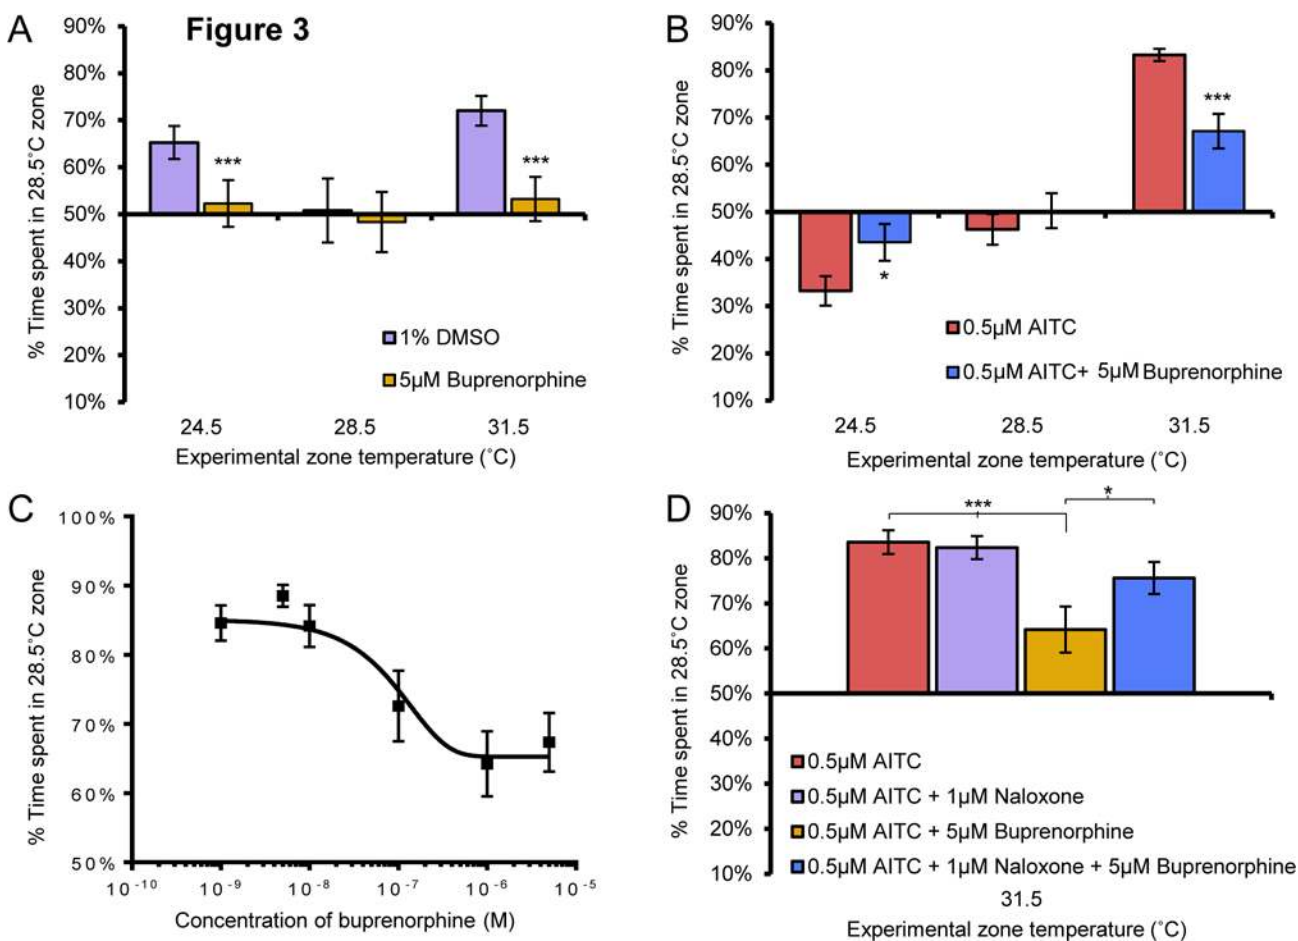 Figure 3
A
90%
80%
70%
60%
50%
40%
30%
20%
10%
% Time spent in 28.5˚C zone
***
***
1% DMSO
5µM Buprenorphine
24.5 28.5 31.5
Experimental zone temperature (˚C)
B
90%
80%
70%
60%
50%
40%
30%
20%
10%
% Time spent in 28.5˚C zone
***
*
0.5µM AITC
0.5µM AITC+ 5µM Buprenorphine
24.5 28.5 31.5
Experimental zone temperature (˚C)
C
100%
90%
80%
70%
60%
50%
% Time spent in 28.5˚C zone
10⁻¹⁰ 10⁻⁹ 10⁻⁸ 10⁻⁷ 10⁻⁶ 10⁻⁵
Concentration of buprenorphine (M)
D
90%
80%
70%
60%
50%
40%
30%
20%
10%
% Time spent in 28.5˚C zone
***
*
0.5µM AITC
0.5µM AITC + 1µM Naloxone
0.5µM AITC + 5µM Buprenorphine
0.5µM AITC + 1µM Naloxone + 5µM Buprenorphine
31.5
Experimental zone temperature (˚C)